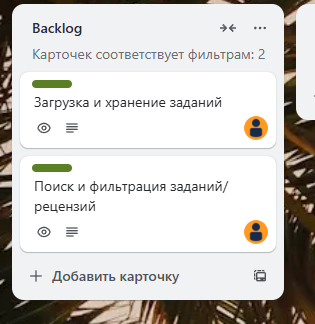 Backlog
Карточек соответствует фильтрам: 2
Загрузка и хранение заданий
Поиск и фильтрация заданий/
рецензий
Добавить карточку